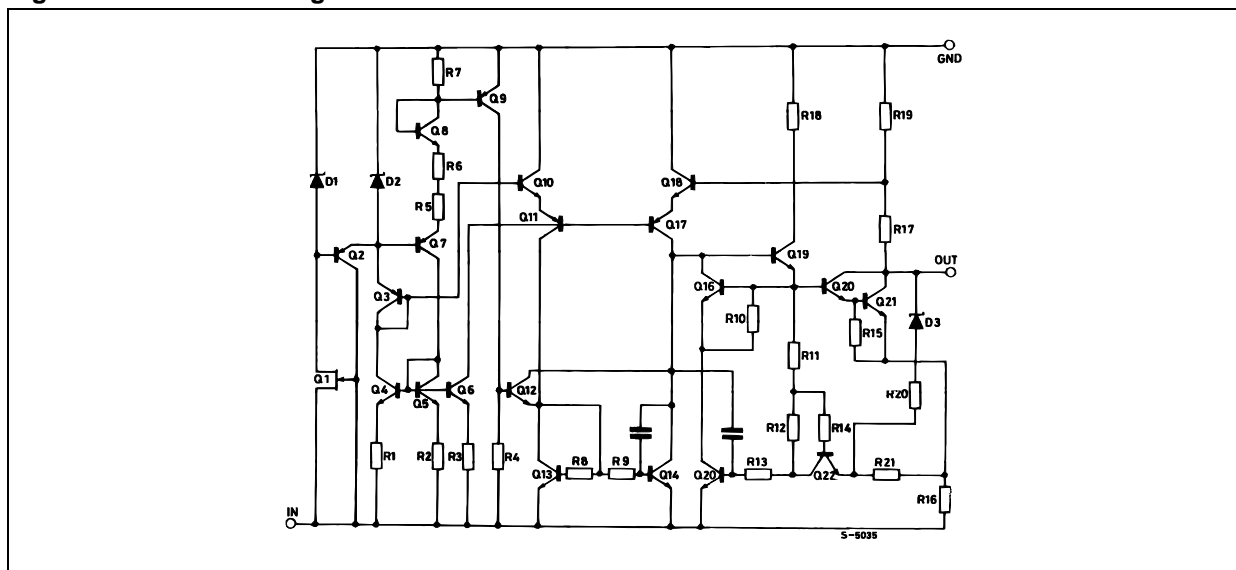 GND
R7
Q9
Q8
R18
R19
R6
D1
D2
Q10
Q18
R5
Q11
Q17
R17
Q2
Q7
Q19
OUT
Q3
Q16
Q20
Q21
R10
R15
D3
R11
Q1
Q4
Q5
Q6
Q12
R20
R12
R14
R1
R2
R3
R4
Q13
R8
R9
Q14
Q20
R13
Q22
R21
R16
IN
S-5035